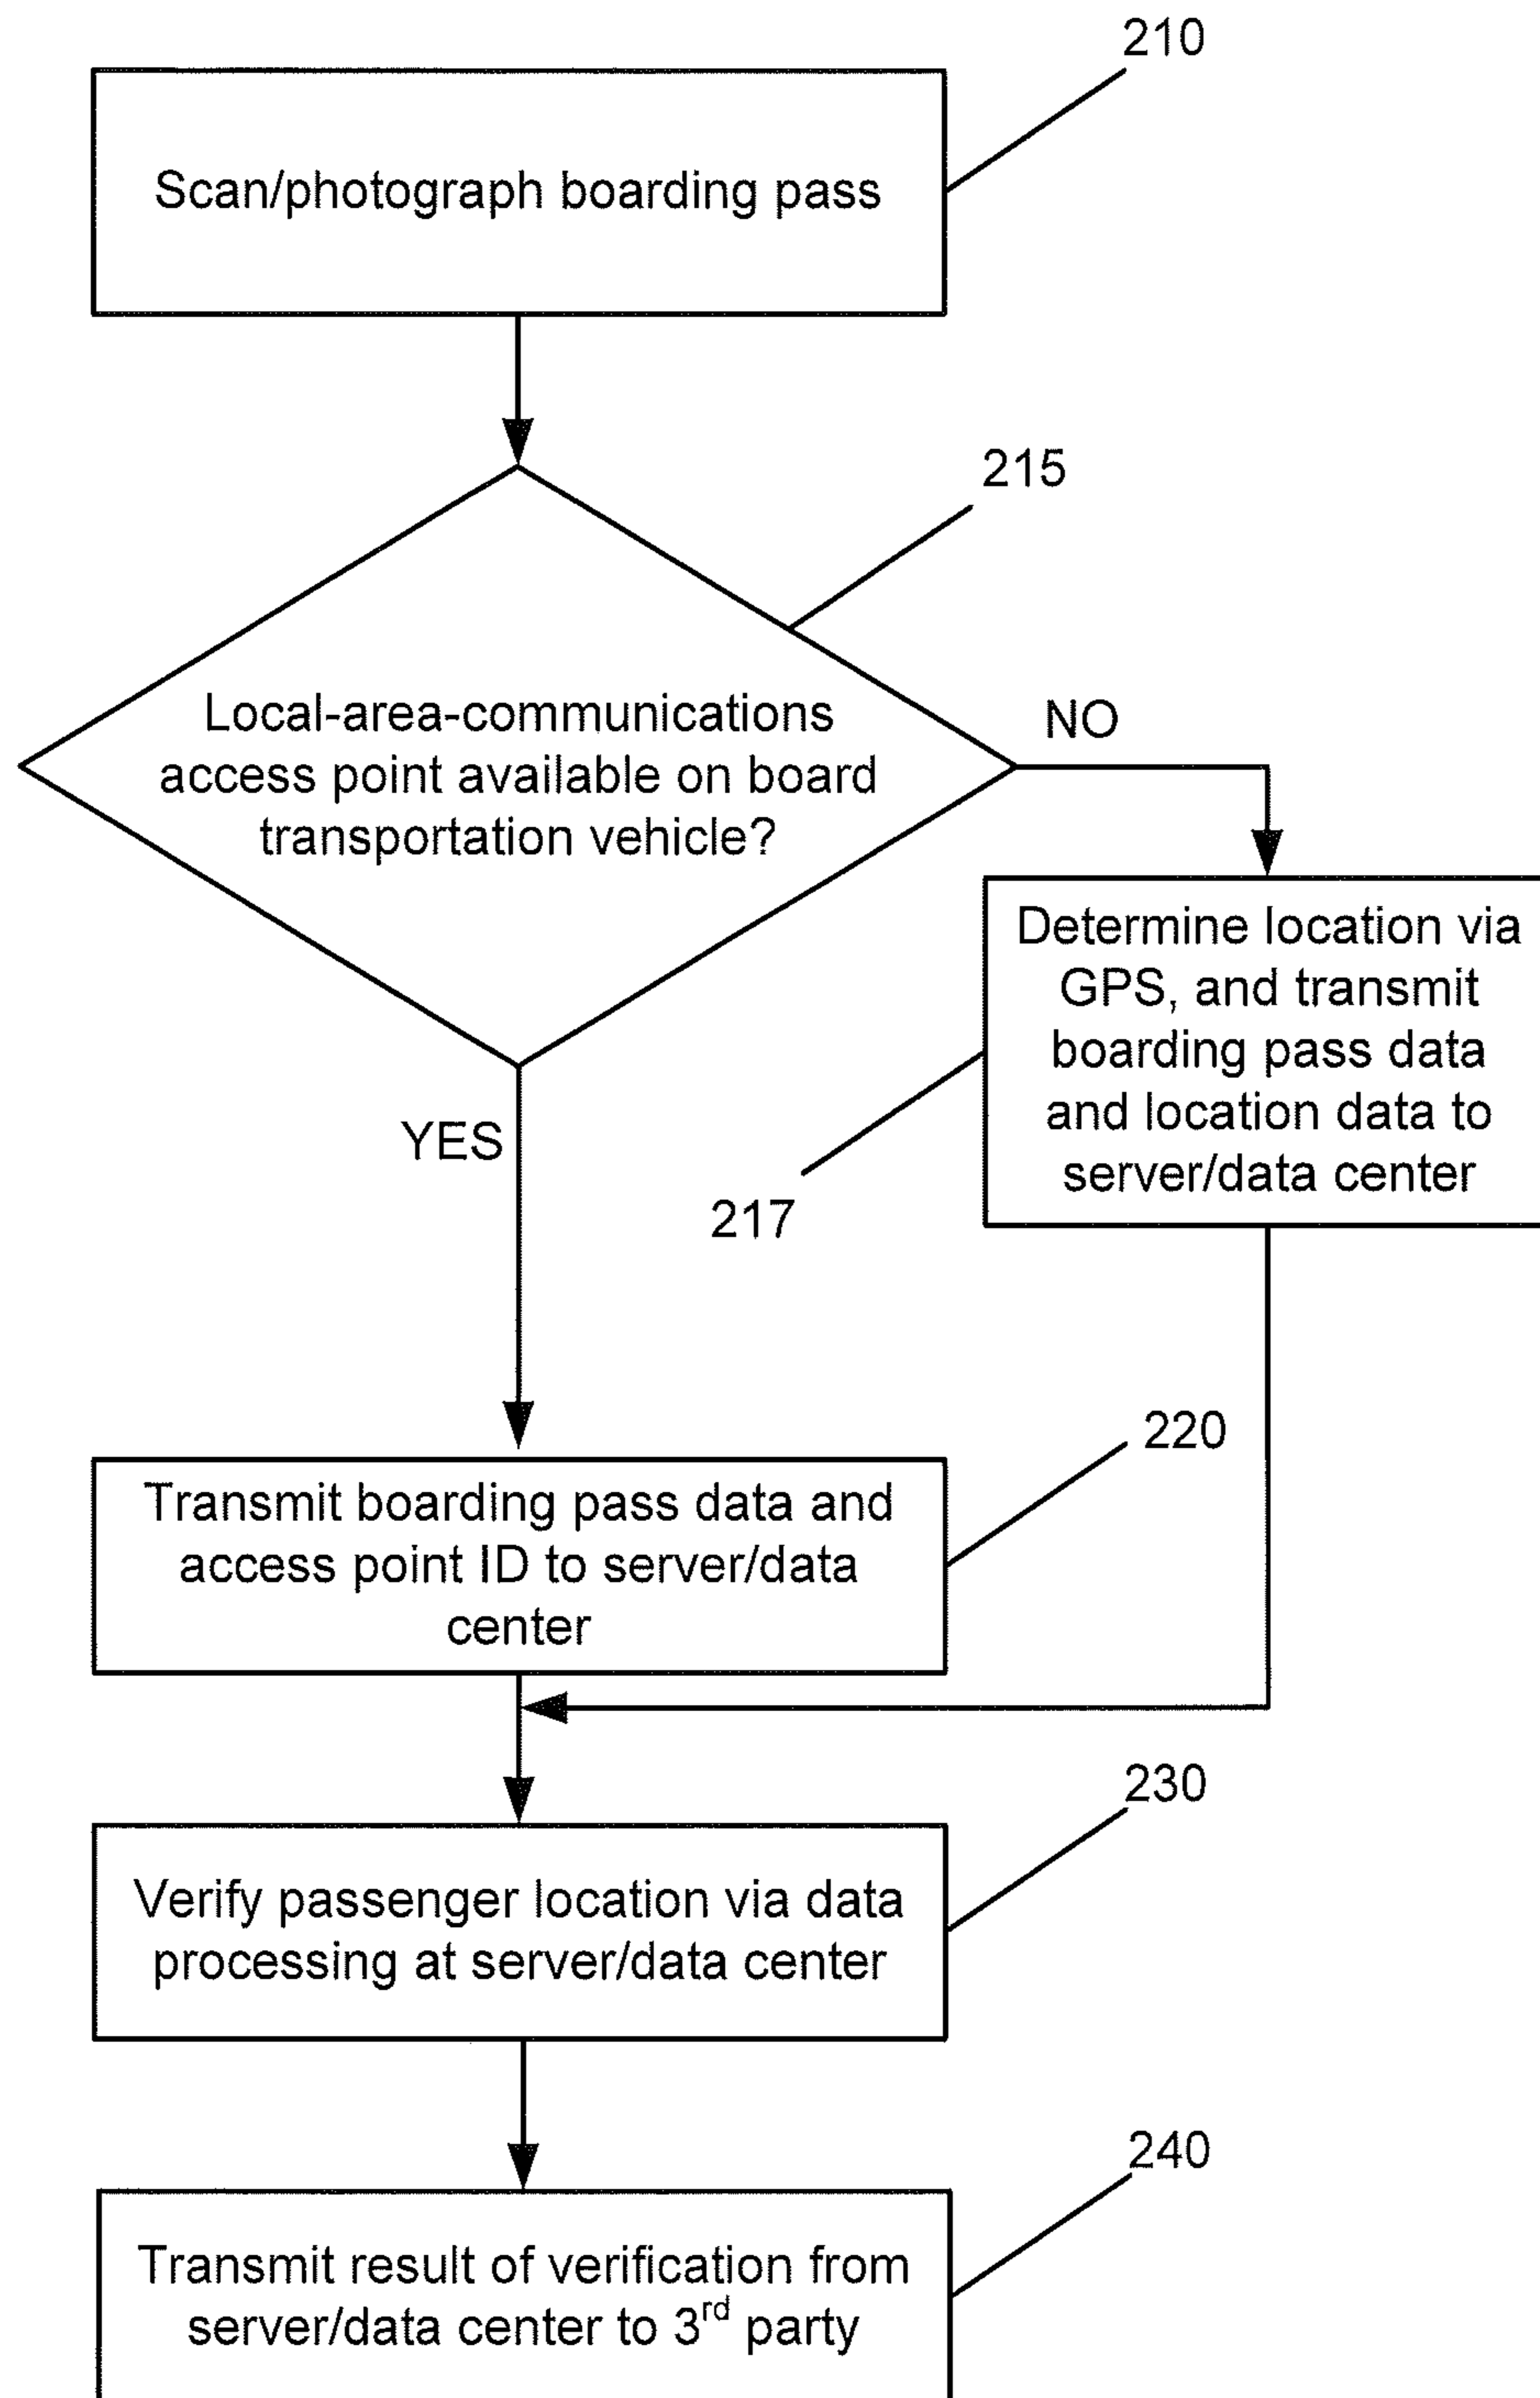 210
Scan/photograph boarding pass
215
Local-area-communications
access point available on board
transportation vehicle?
NO
Determine location via
GPS, and transmit
boarding pass data
and location data to
server/data center
YES
217
220
Transmit boarding pass data and
access point ID to server/data
center
230
Verify passenger location via data
processing at server/data center
240
Transmit result of verification from
server/data center to 3rd party